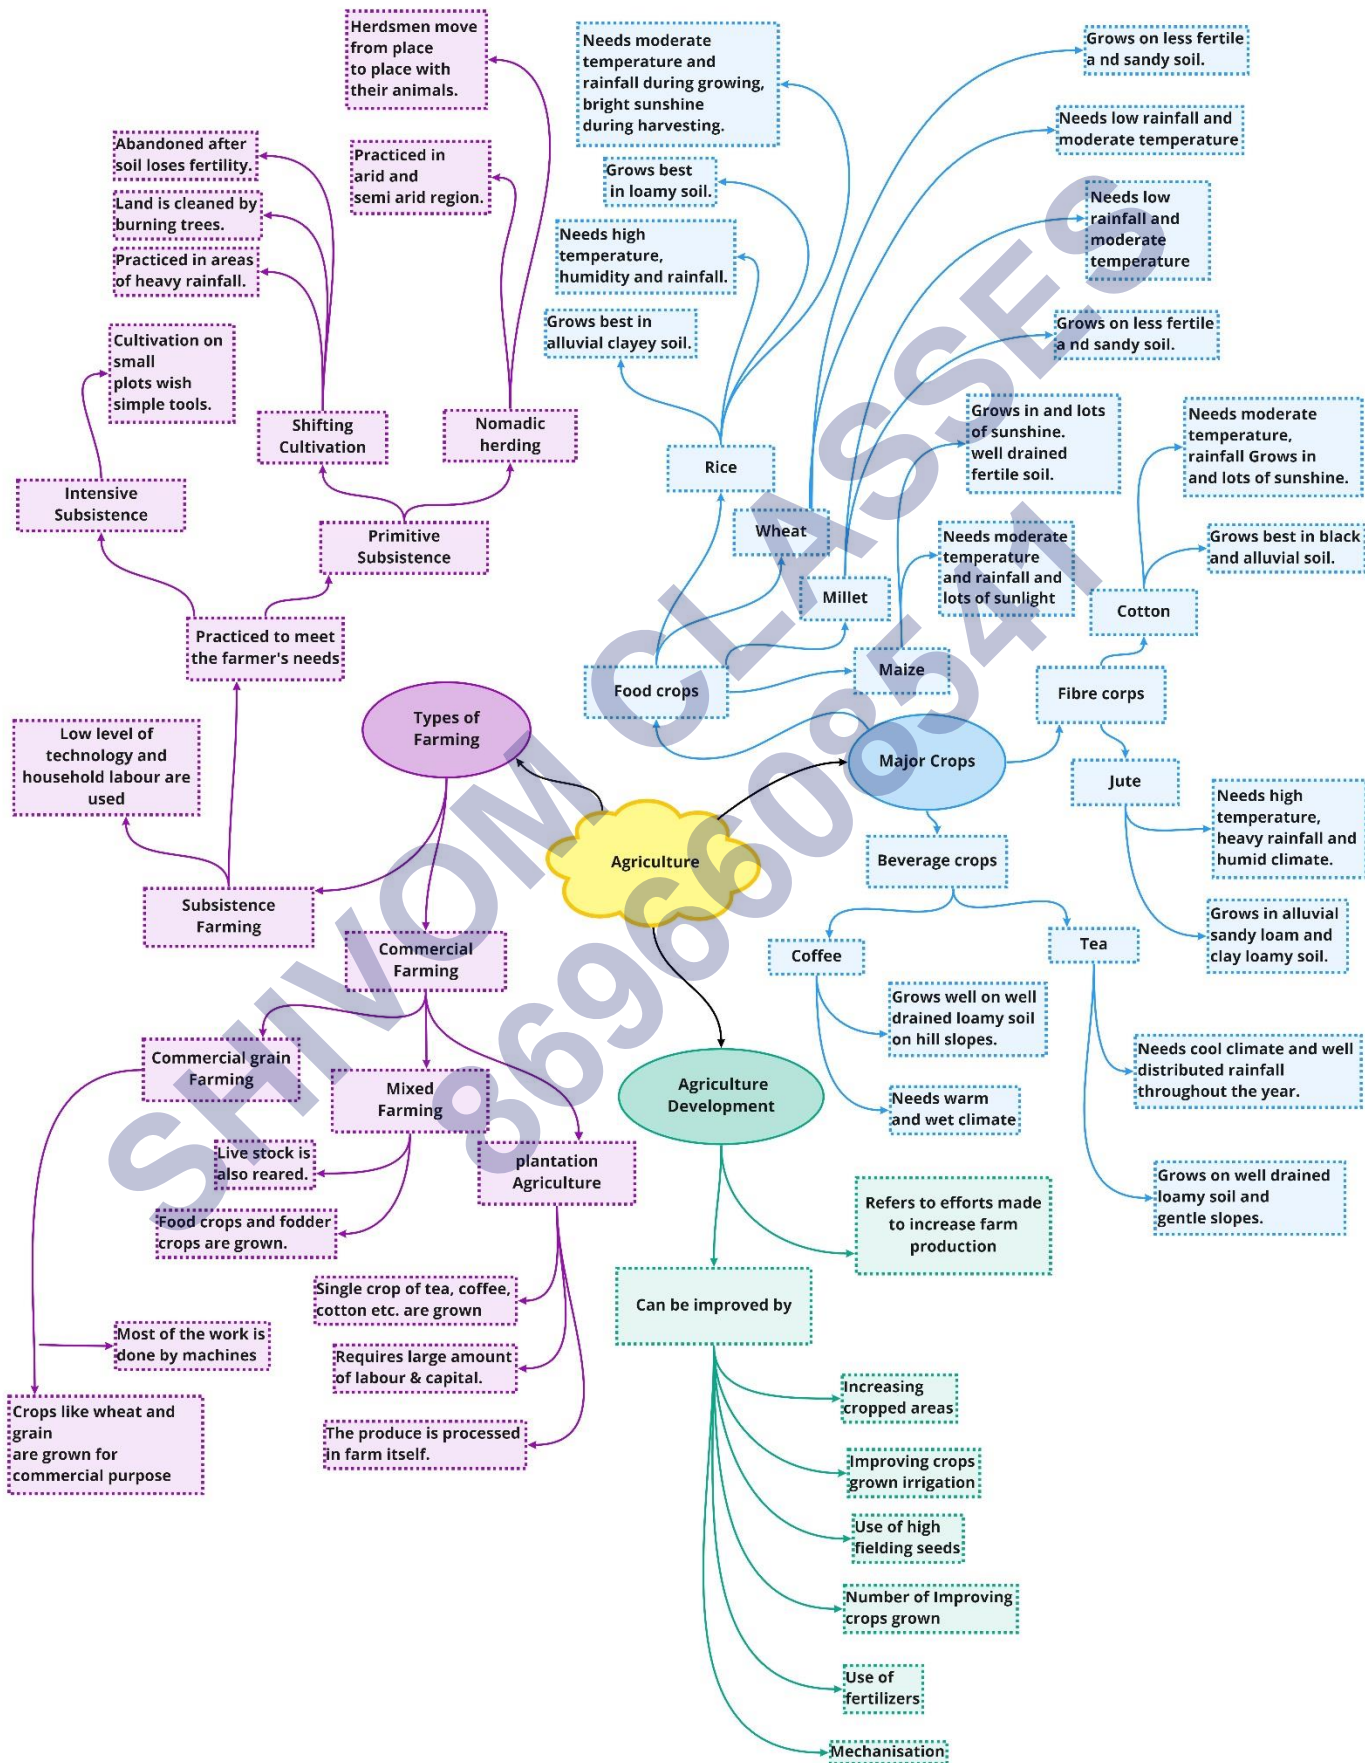 Herdsmen move
from place
to place with
their animals.
Abandoned after
soil loses fertility.
Practiced in
arid and
semi arid region.
Land is cleaned by
burning trees.
Practiced in areas
of heavy rainfall.
Cultivation on
small
plots wish
simple tools.
Shifting
Cultivation
Nomadic
herding
Intensive
Subsistence
Primitive
Subsistence
Practiced to meet
the farmer's needs
Low level of
technology and
household labour are
used
Types of
Farming
Subsistence
Farming
Commercial
Farming
Commercial grain
Farming
Mixed
Farming
plantation
Agriculture
Live stock is
also reared.
Food crops and fodder
crops are grown.
Single crop of tea, coffee,
cotton etc. are grown
Requires large amount
of labour & capital.
The produce is processed
in farm itself.
Most of the work is
done by machines
Crops like wheat and
grain
are grown for
commercial purpose
Agriculture
Needs moderate
temperature and
rainfall during growing,
bright sunshine
during harvesting.
Grows best
in loamy soil.
Needs high
temperature,
humidity and rainfall.
Grows best in
alluvial clayey soil.
Grows on less fertile
a nd sandy soil.
Needs low rainfall and
moderate temperature
Needs low
rainfall and
moderate
temperature
Grows on less fertile
a nd sandy soil.
Grows in and lots
of sunshine.
well drained
fertile soil.
Needs moderate
temperature
and rainfall and
lots of sunlight
Needs moderate
temperature,
rainfall Grows in
and lots of sunshine.
Grows best in black
and alluvial soil.
Rice
Wheat
Millet
Maize
Food crops
Cotton
Fibre corps
Major Crops
Jute
Needs high
temperature,
heavy rainfall and
humid climate.
Grows in alluvial
sandy loam and
clay loamy soil.
Beverage crops
Coffee
Tea
Grows well on well
drained loamy soil
on hill slopes.
Needs warm
and wet climate
Needs cool climate and well
distributed rainfall
throughout the year.
Grows on well drained
loamy soil and
gentle slopes.
Agriculture
Development
Refers to efforts made
to increase farm
production
Can be improved by
Increasing
cropped areas
Improving crops
grown irrigation
Use of high
fielding seeds
Number of Improving
crops grown
Use of
fertilizers
Mechanisation
SHIVOM CLASSES
8696608541